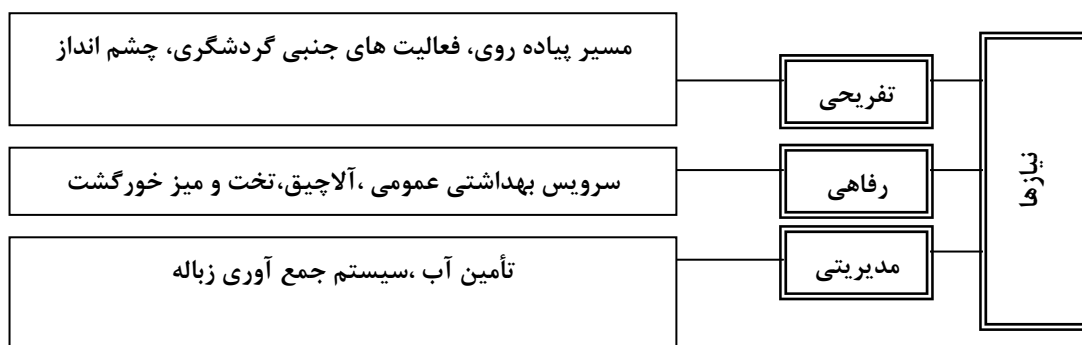 نیازها
تفریحی
مسیر پیاده روی، فعالیت های جنبی گردشگری، چشم انداز
رفاهی
سرویس بهداشتی عمومی ،آلاچیق،تخت و میز خورگشت
مدیریتی
تأمین آب ،سیستم جمع آوری زباله